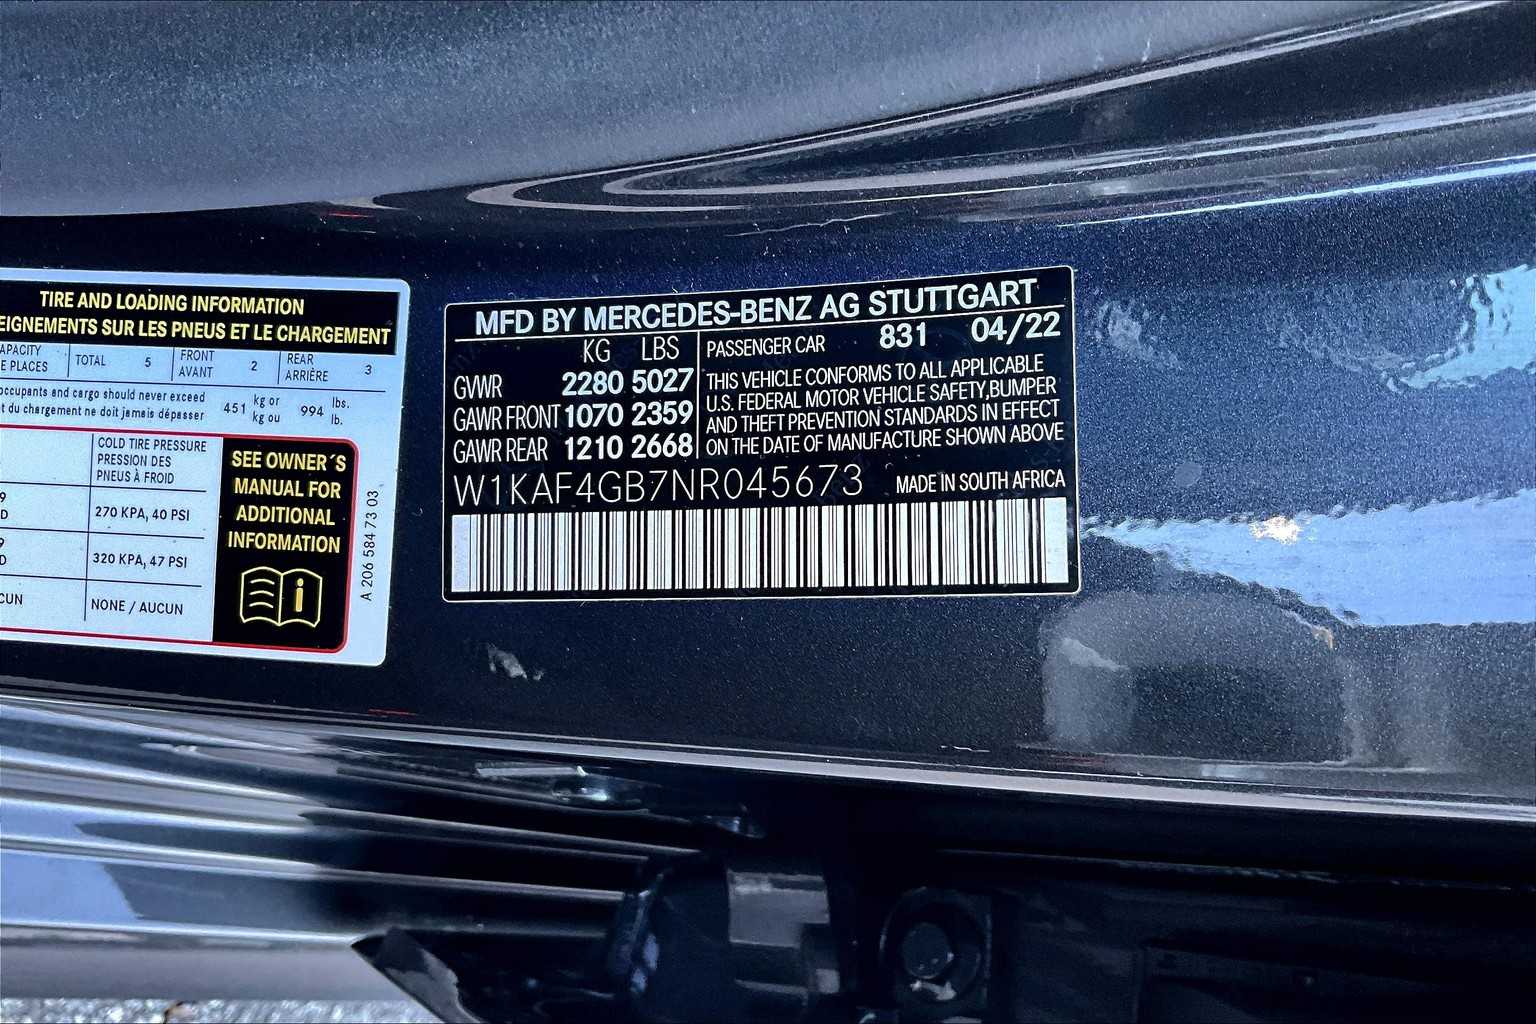 TIRE AND LOADING INFORMATION
EIGNEMENTS SUR LES PNEUS ET LE CHARGEMENT
APACITY
E PLACES
TOTAL 5
FRONT
AVANT
2
REAR
ARRIÈRE
3
occupants and cargo should never exceed
t du chargement ne doit jamais dépasser
451
kg or
kg ou
994
lbs.
lb.
COLD TIRE PRESSURE
PRESSION DES
PNEUS À FROID
9
D
270 KPA, 40 PSI
9
D
320 KPA, 47 PSI
CUN
NONE / AUCUN
SEE OWNER´S
MANUAL FOR
ADDITIONAL
INFORMATION
A 206 584 73 03
MFD BY MERCEDES-BENZ AG STUTTGART
KG LBS
GVWR 2280 5027
GAWR FRONT 1070 2359
GAWR REAR 1210 2668
PASSENGER CAR 831 04/22
THIS VEHICLE CONFORMS TO ALL APPLICABLE
U.S. FEDERAL MOTOR VEHICLE SAFETY,BUMPER
AND THEFT PREVENTION STANDARDS IN EFFECT
ON THE DATE OF MANUFACTURE SHOWN ABOVE
W1KAF4GB7NR045673 MADE IN SOUTH AFRICA